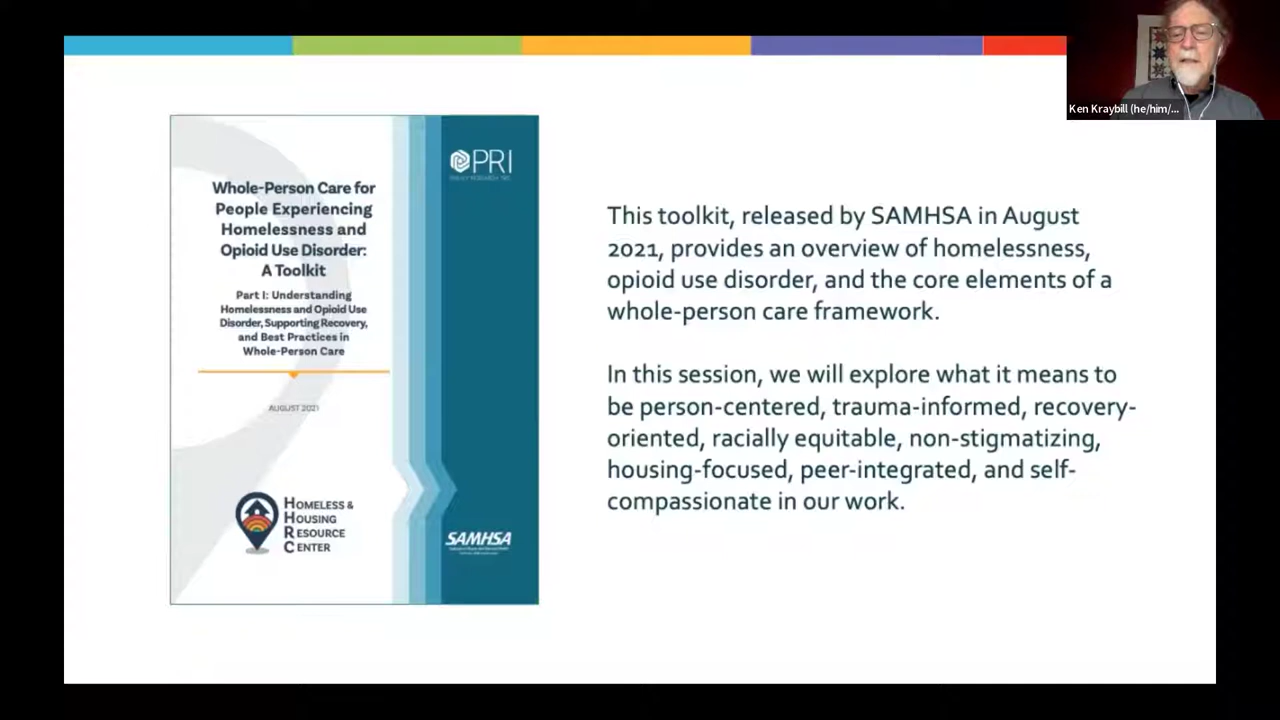 Ken Kraybill (he/him/...
PRI
Whole-Person Care for
People Experiencing
Homelessness and
Opioid Use Disorder:
A Toolkit
Part I: Understanding
Homelessness and Opioid Use
Disorder, Supporting Recovery,
and Best Practices in
Whole-Person Care
AUGUST 2021
HOMELESS &
HOUSING
RESOURCE
CENTER
SAMHSA
This toolkit, released by SAMHSA in August
2021, provides an overview of homelessness,
opioid use disorder, and the core elements of a
whole-person care framework.
In this session, we will explore what it means to
be person-centered, trauma-informed, recovery-
oriented, racially equitable, non-stigmatizing,
housing-focused, peer-integrated, and self-
compassionate in our work.